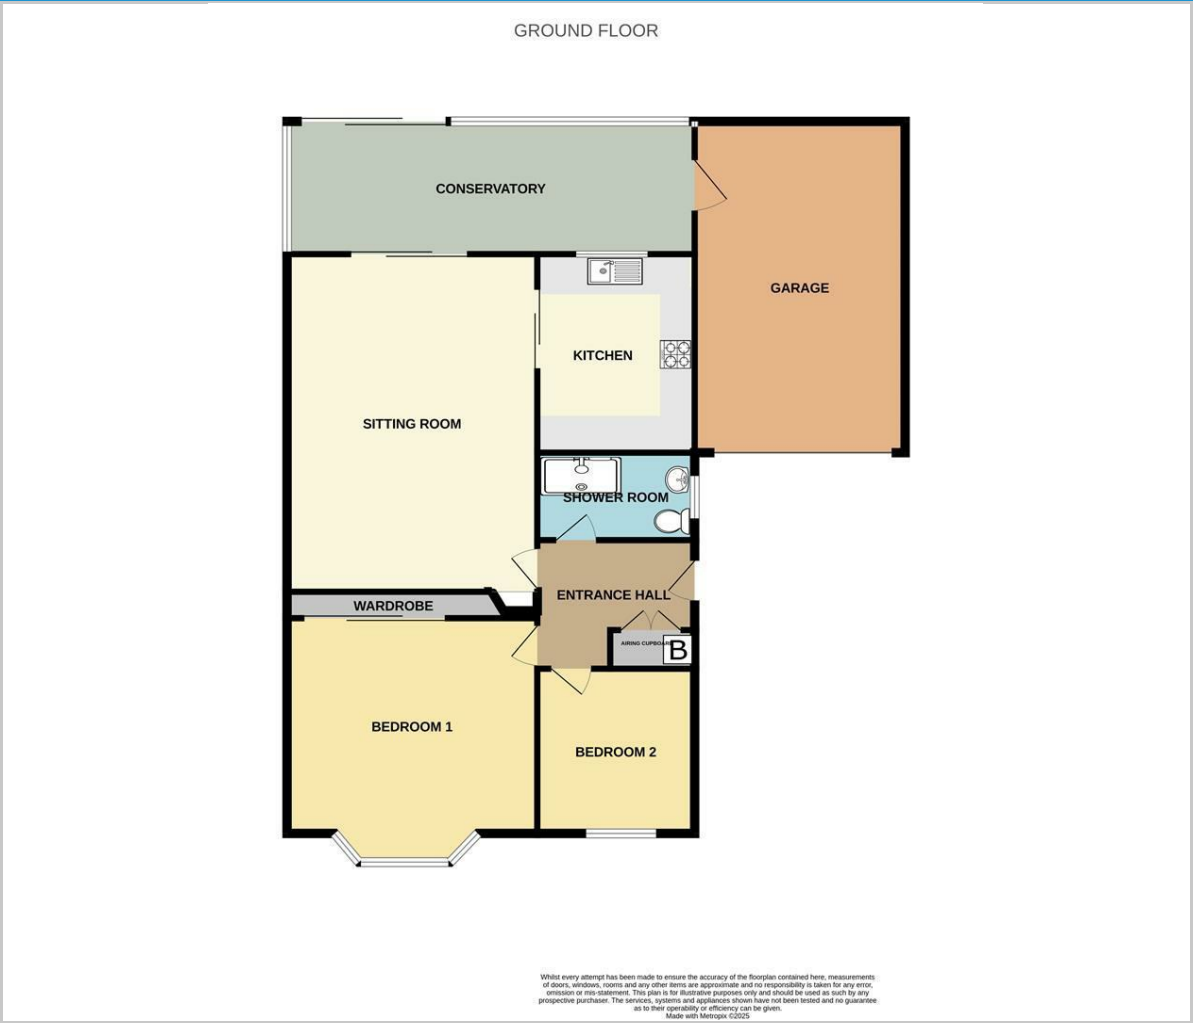 GROUND FLOOR
CONSERVATORY
GARAGE
KITCHEN
SITTING ROOM
SHOWER ROOM
ENTRANCE HALL
WARDROBE
AIRING CUPBOARD
B
BEDROOM 1
BEDROOM 2
Whilst every attempt has been made to ensure the accuracy of the floorplan contained here, measurements
of doors, windows, rooms and any other items are approximate and no responsibility is taken for any error,
omission or mis-statement. This plan is for illustrative purposes only and should be used as such by any
prospective purchaser. The services, systems and appliances shown have not been tested and no guarantee
as to their operability or efficiency can be given.
Made with Metropix ©2025